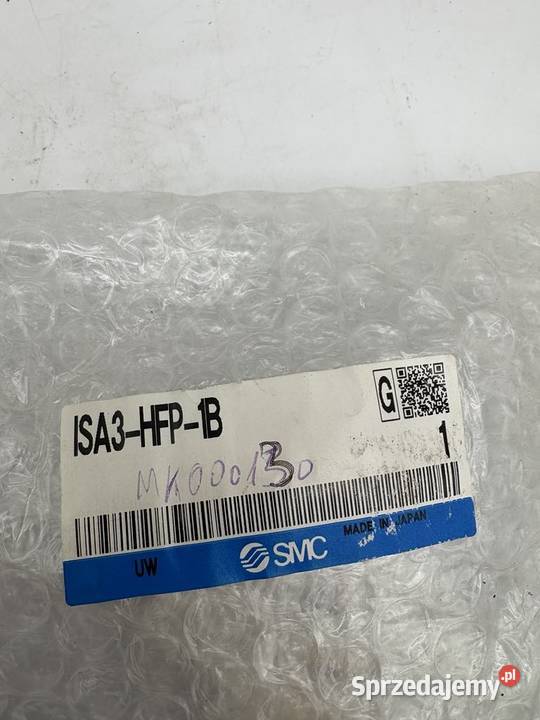 ISA3-HFP-1B
G
1
MK000130
UW
SMC
MADE IN JAPAN
Sprzedajemy.pl